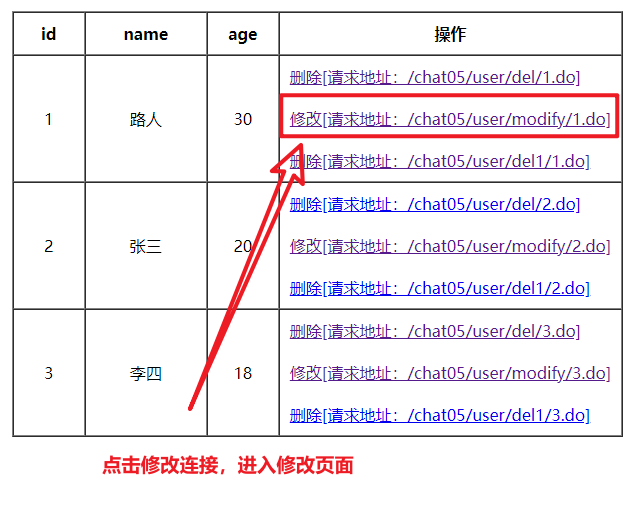 id name age 操作
删除[请求地址：/chat05/user/del/1.do]
1 路人 30 修改[请求地址：/chat05/user/modify/1.do]
删除[请求地址：/chat05/user/del1/1.do]
删除[请求地址：/chat05/user/del/2.do]
2 张三 20 修改[请求地址：/chat05/user/modify/2.do]
删除[请求地址：/chat05/user/del1/2.do]
删除[请求地址：/chat05/user/del/3.do]
3 李四 18 修改[请求地址：/chat05/user/modify/3.do]
删除[请求地址：/chat05/user/del1/3.do]
点击修改连接，进入修改页面